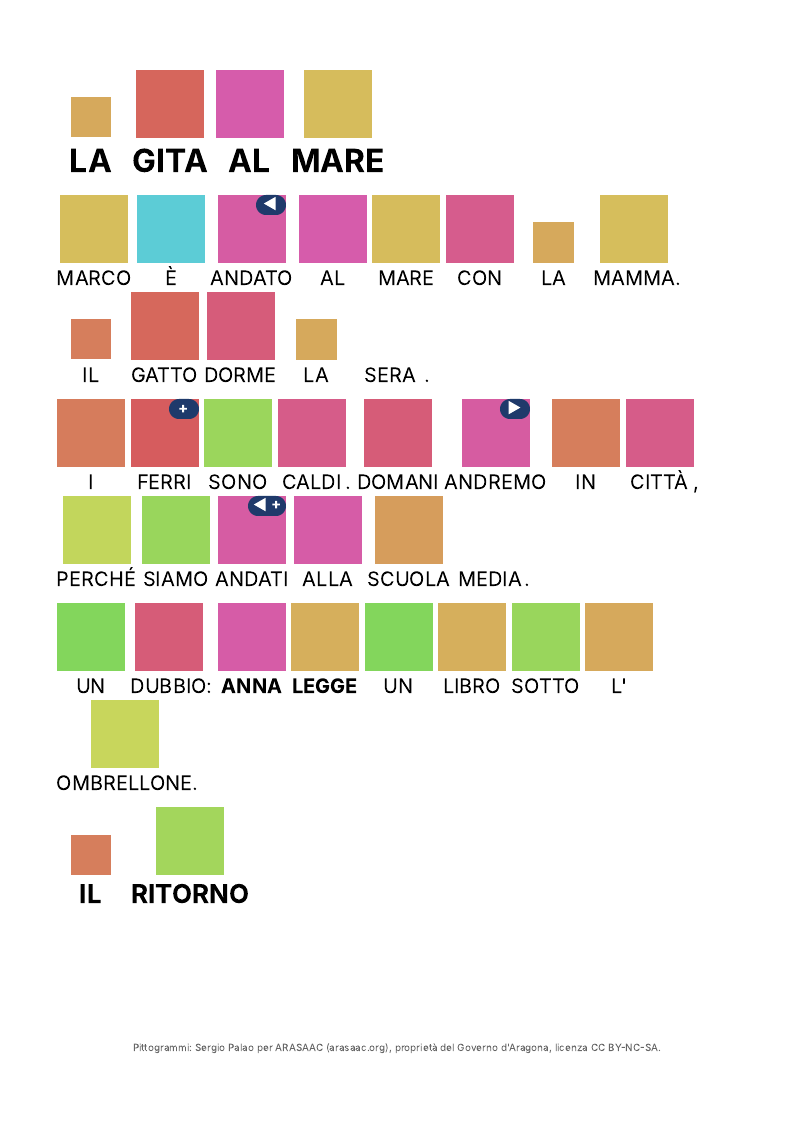 LA GITA AL MARE
MARCO È ANDATO AL MARE CON LA MAMMA.
IL GATTO DORME LA SERA .
I FERRI SONO CALDI . DOMANI ANDREMO IN CITTÀ ,
PERCHÉ SIAMO ANDATI ALLA SCUOLA MEDIA .
UN DUBBIO: ANNA LEGGE UN LIBRO SOTTO L'
OMBRELLONE.
IL RITORNO
Pittogrammi: Sergio Palao per ARASAAC (arasaac.org), proprietà del Governo d'Aragona, licenza CC BY-NC-SA.